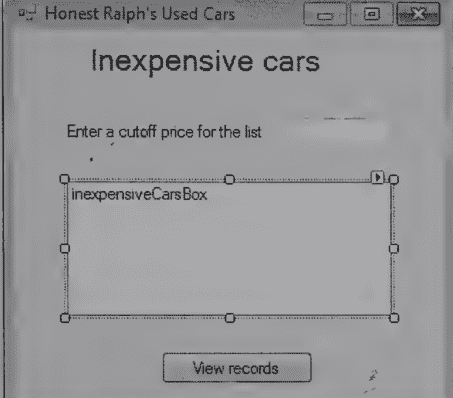 Honest Ralph's Used Cars
Inexpensive cars
Enter a cutoff price for the list
inexpensiveCarsBox
View records